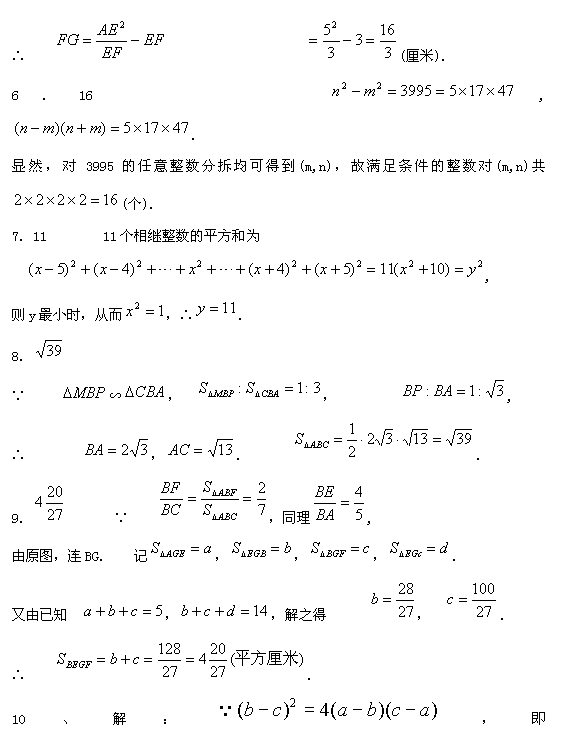 ∴ FG = AE²/EF − EF = 5²/3 − 3 = 16/3 (厘米).
6 . 16 n² − m² = 3995 = 5×17×47 ,
(n−m)(n+m) = 5×17×47.
显然, 对 3995 的任意整数分拆均可得到(m,n), 故满足条件的整数对(m,n)共
2×2×2×2=16 (个).
7. 11 11个相继整数的平方和为
(x−5)² + (x−4)² + ⋯ + x² + ⋯ + (x+4)² + (x+5)² = 11(x²+10) = y²,
则y最小时, 从而x² = 1, ∴ y = 11.
8. √39
∵ ΔMBP∽ΔCBA, S_ΔMBP : S_ΔCBA = 1:3, BP : BA = 1:√3,
∴ BA = 2√3, AC = √13. S_ΔABC = 1/2 · 2√3 · √13 = √39.
9. 4 20/27 ∵ BF/BC = S_ΔABF/S_ΔABC = 2/7, 同理 BE/BA = 4/5,
由原图, 连BG. 记 S_ΔAGE = a, S_ΔEGB = b, S_ΔBGF = c, S_ΔEGc = d.
又由已知 a+b+c=5, b+c+d=14, 解之得 b = 28/27, c = 100/27.
∴ S_BEGF = b+c = 128/27 = 4 20/27 (平方厘米).
10 、 解 : ∵ (b−c)² = 4(a−b)(c−a) , 即